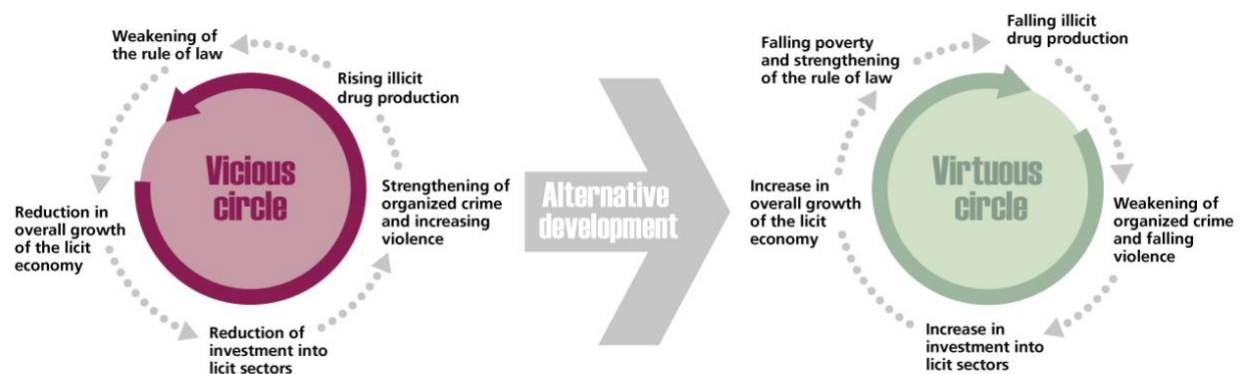 Weakening of
the rule of law
Rising illicit
drug production
Vicious
circle
Strengthening of
organized crime
and increasing
violence
Reduction in
overall growth
of the licit
economy
Reduction of
investment into
licit sectors
Alternative
development
Falling illicit
drug production
Falling poverty
and strengthening
of the rule of law
Virtuous
circle
Increase in
overall growth
of the licit
economy
Weakening of
organized crime
and falling
violence
Increase in
investment into
licit sectors